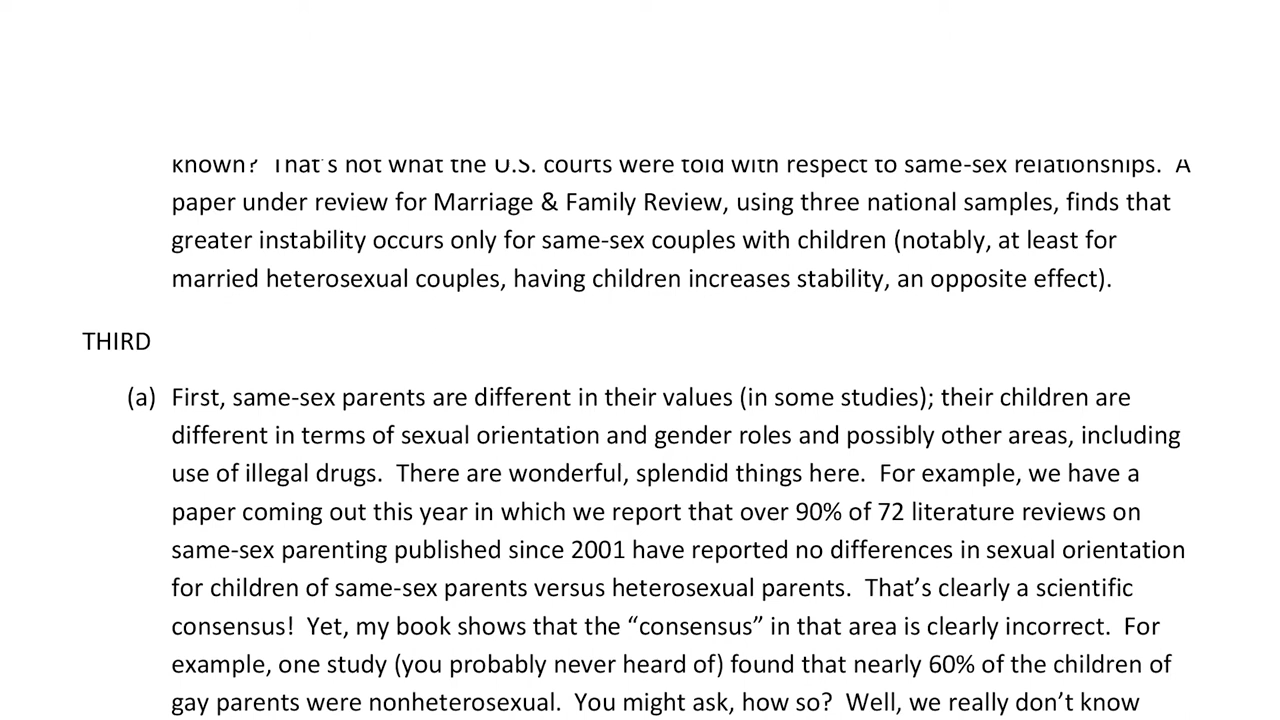 known? That's not what the U.S. courts were told with respect to same-sex relationships. A
paper under review for Marriage & Family Review, using three national samples, finds that
greater instability occurs only for same-sex couples with children (notably, at least for
married heterosexual couples, having children increases stability, an opposite effect).
THIRD
(a) First, same-sex parents are different in their values (in some studies); their children are
different in terms of sexual orientation and gender roles and possibly other areas, including
use of illegal drugs. There are wonderful, splendid things here. For example, we have a
paper coming out this year in which we report that over 90% of 72 literature reviews on
same-sex parenting published since 2001 have reported no differences in sexual orientation
for children of same-sex parents versus heterosexual parents. That's clearly a scientific
consensus! Yet, my book shows that the “consensus” in that area is clearly incorrect. For
example, one study (you probably never heard of) found that nearly 60% of the children of
gay parents were nonheterosexual. You might ask, how so? Well, we really don't know